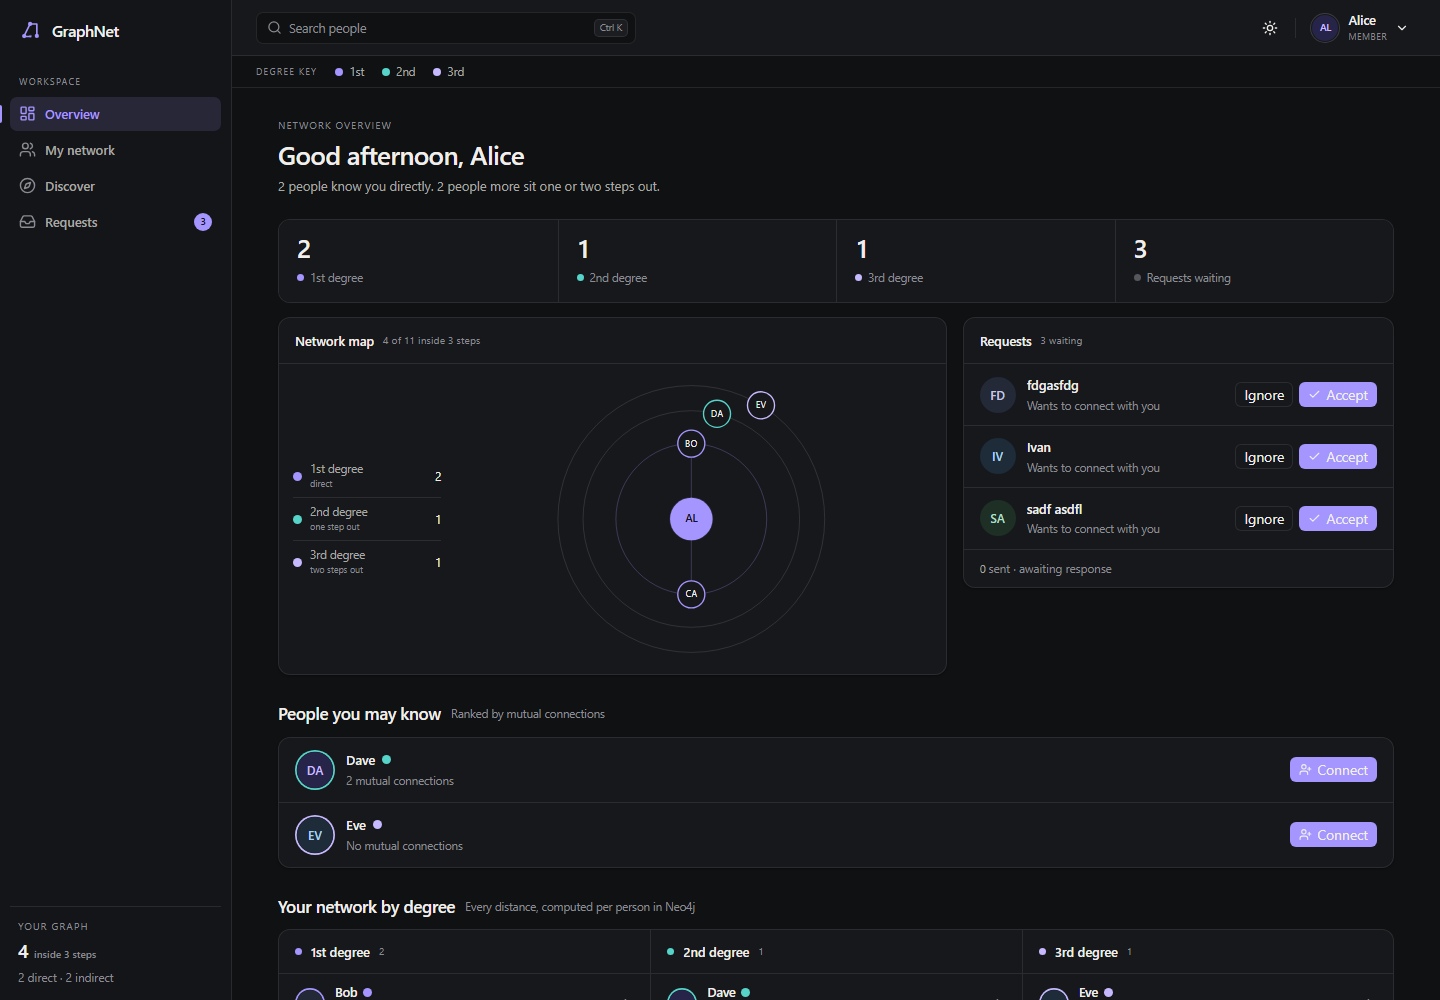 GraphNet
Search people
Ctrl K
AL
Alice
MEMBER
WORKSPACE
Overview
My network
Discover
Requests
3
DEGREE KEY
1st
2nd
3rd
NETWORK OVERVIEW
Good afternoon, Alice
2 people know you directly. 2 people more sit one or two steps out.
2
1st degree
1
2nd degree
1
3rd degree
3
Requests waiting
Network map
4 of 11 inside 3 steps
1st degree
direct
2
2nd degree
one step out
1
3rd degree
two steps out
1
EV
DA
BO
AL
CA
Requests
3 waiting
FD
fdgasfdg
Wants to connect with you
Ignore
Accept
IV
Ivan
Wants to connect with you
Ignore
Accept
SA
sadf asdfl
Wants to connect with you
Ignore
Accept
0 sent · awaiting response
People you may know
Ranked by mutual connections
DA
Dave
2 mutual connections
Connect
EV
Eve
No mutual connections
Connect
Your network by degree
Every distance, computed per person in Neo4j
1st degree
2
2nd degree
1
3rd degree
1
Bob
Dave
Eve
YOUR GRAPH
4 inside 3 steps
2 direct · 2 indirect